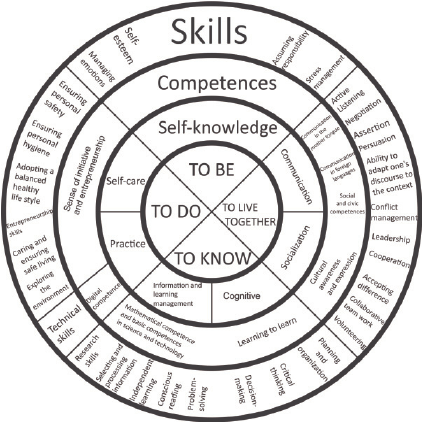 Skills
Self-
esteem
Managing
emotions
Ensuring
personal
safety
Ensuring
personal
hygiene
Adopting a
balanced
healthy
life style
Entrepreneurship
skills
Caring and
ensuring
safe living
Exploring
the
environment
Technical
skills
Research
skills
Selecting and
processing
information
Independent
learning
Conscious
reading
Problem-
solving
Decision-
making
Critical
thinking
Planning
and
organization
Volunteering
Collaborative
team work
Accepting
difference
Cooperation
Leadership
Conflict
management
Ability to
adapt one's
discourse to
the context
Persuasion
Assertion
Negotiation
Active
Listening
Stress
management
Assuming
responsibility
Competences
Sense of initiative
and entrepreneurship
Digital
competence
Mathematical competence
and basic competences
in science and technology
Learning to learn
Cultural
awareness
and expression
Social
and civic
competences
Communication
in foreign
languages
Communication
in the
mother tongue
Self-knowledge
Self-care
Practice
Information and
learning
management
Cognitive
Socialization
Communication
TO BE
TO DO
TO LIVE
TOGETHER
TO KNOW